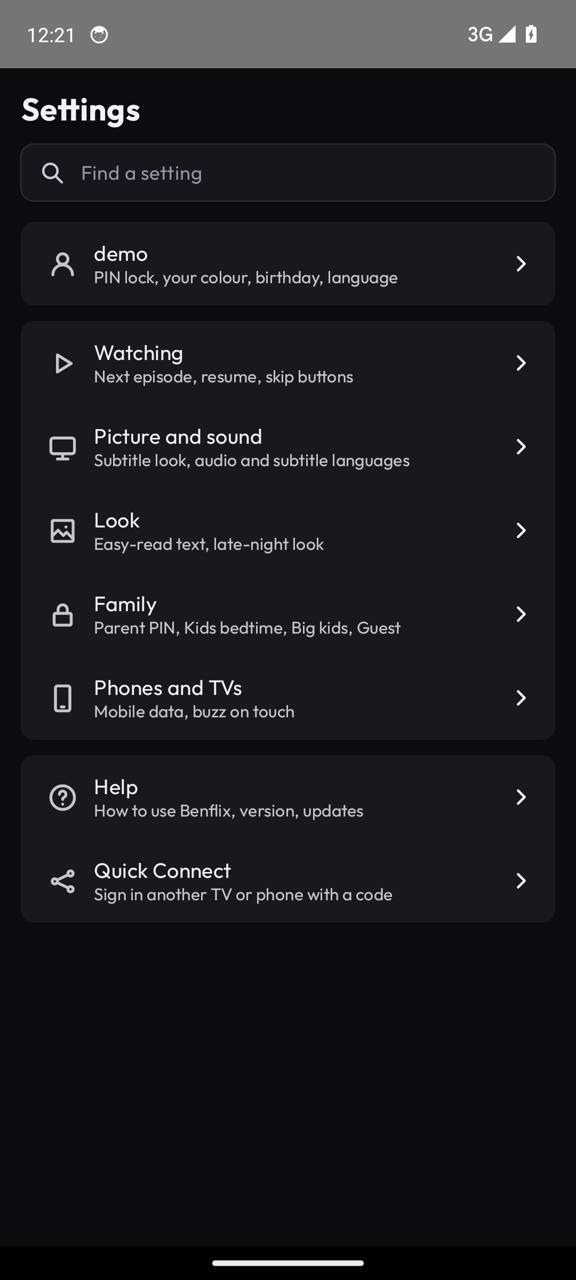 12:21
3G
Settings
Find a setting
demo
PIN lock, your colour, birthday, language
Watching
Next episode, resume, skip buttons
Picture and sound
Subtitle look, audio and subtitle languages
Look
Easy-read text, late-night look
Family
Parent PIN, Kids bedtime, Big kids, Guest
Phones and TVs
Mobile data, buzz on touch
Help
How to use Benflix, version, updates
Quick Connect
Sign in another TV or phone with a code